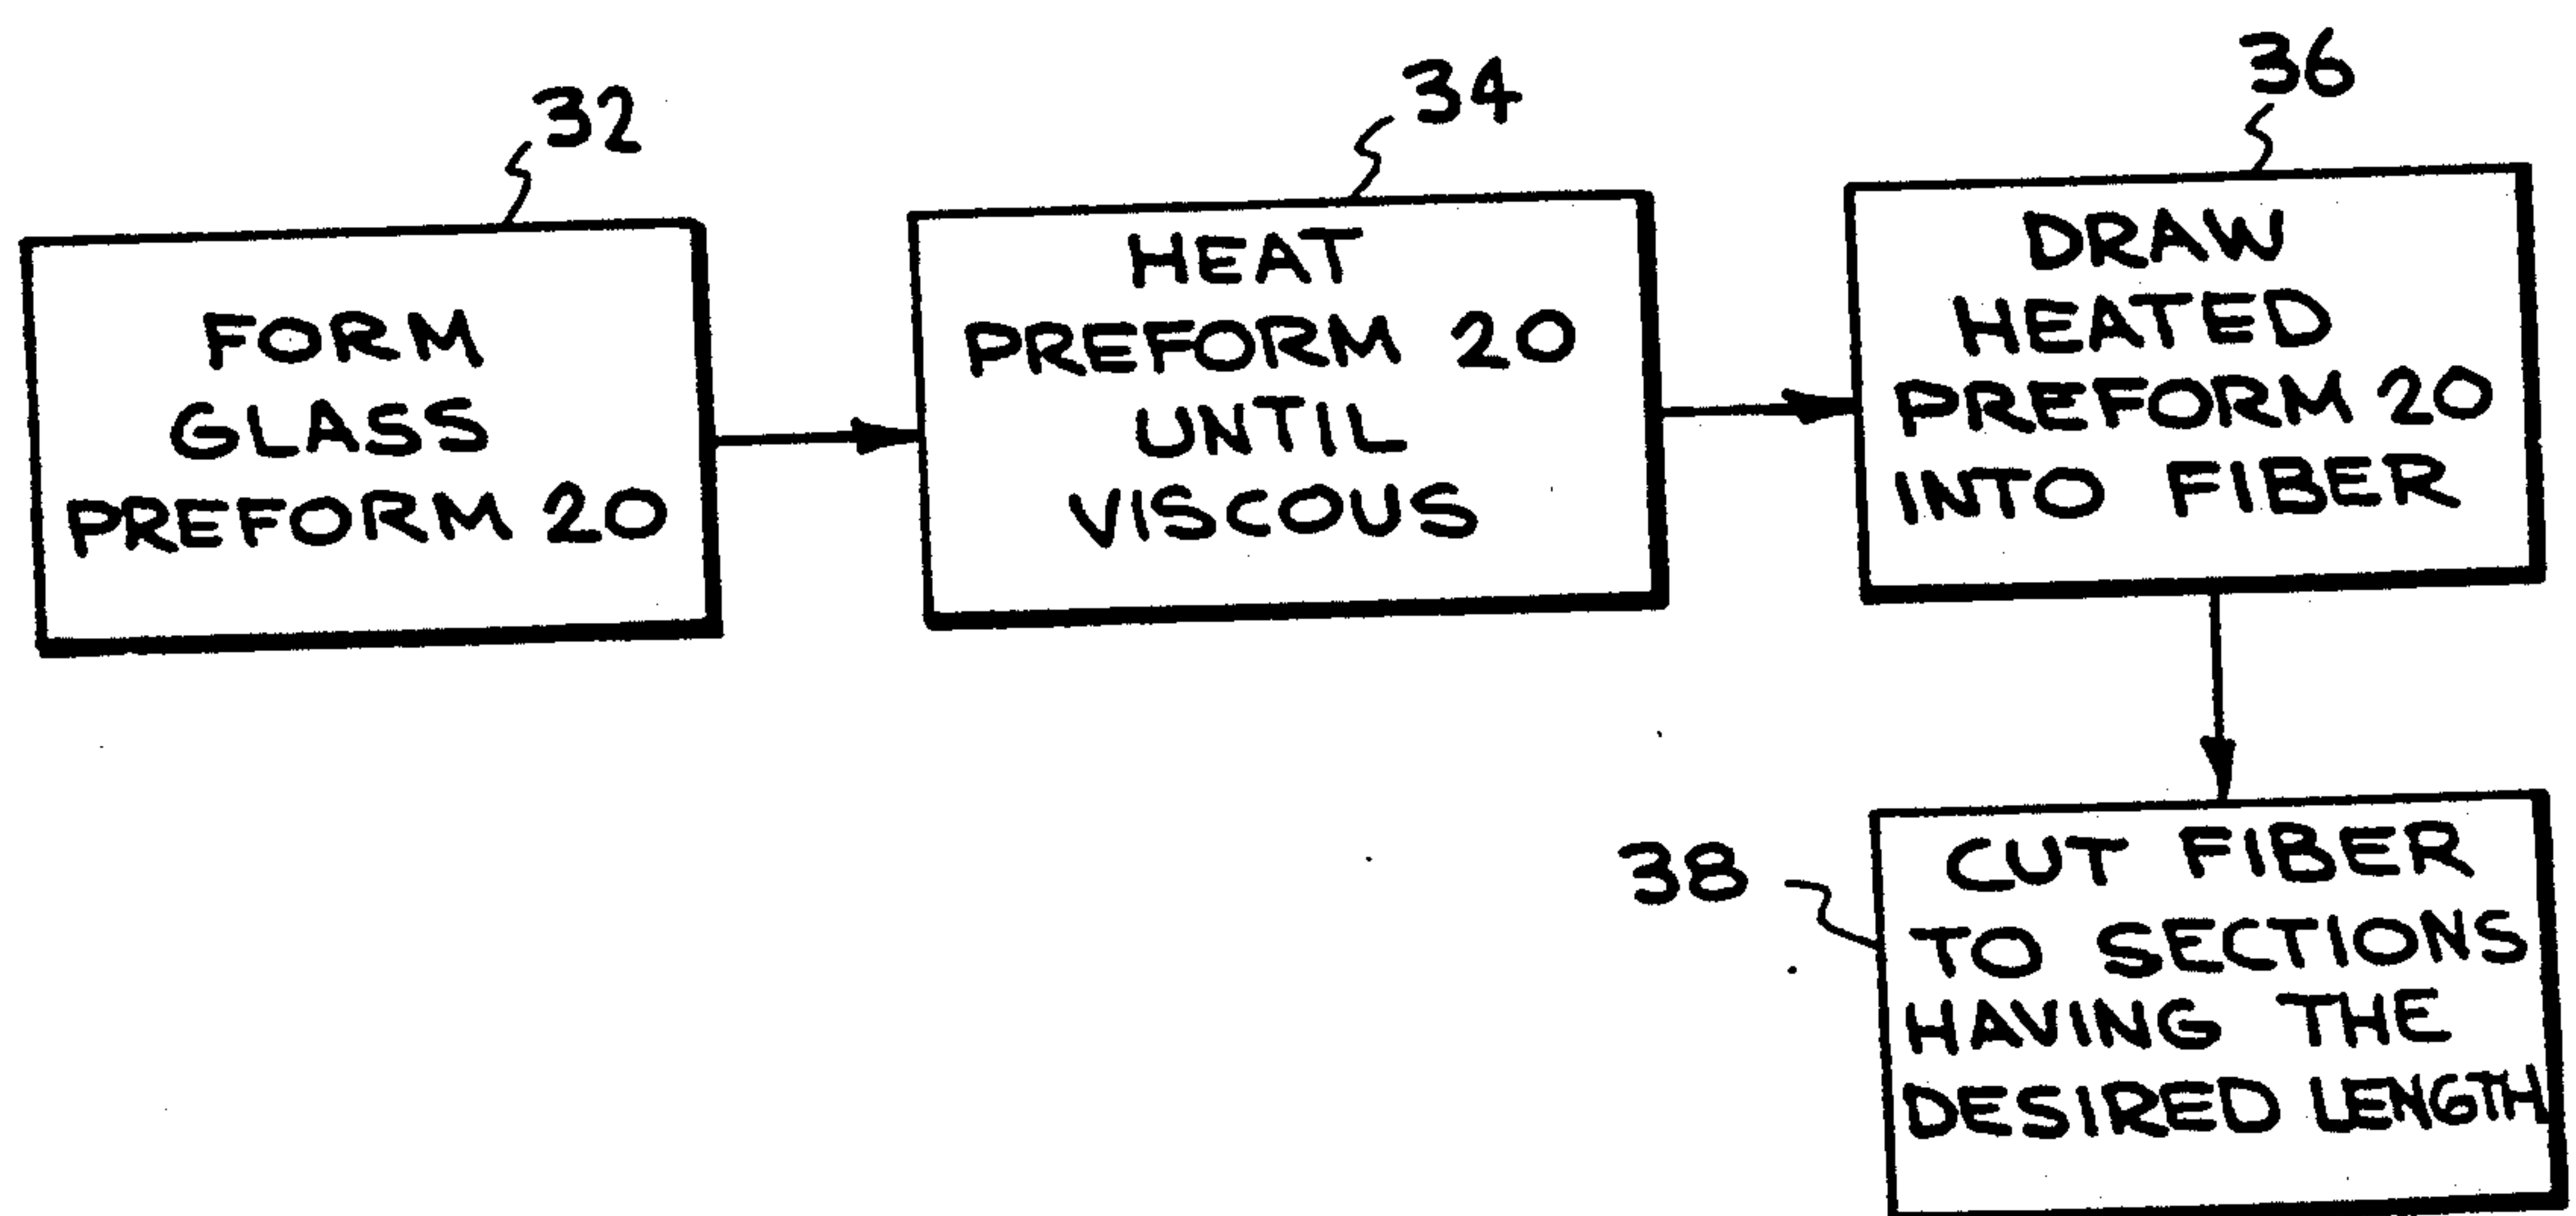 32
FORM
GLASS
PREFORM 20
34
HEAT
PREFORM 20
UNTIL
VISCOUS
36
DRAW
HEATED
PREFORM 20
INTO FIBER
38
CUT FIBER
TO SECTIONS
HAVING THE
DESIRED LENGTH